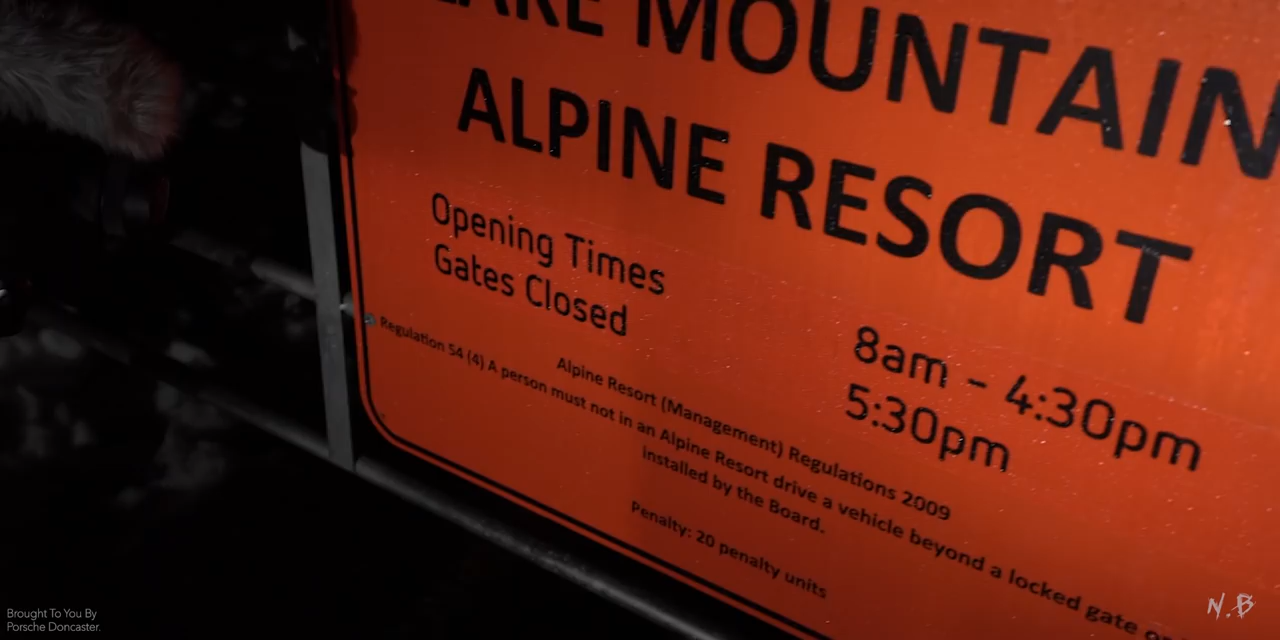 LAKE MOUNTAIN
ALPINE RESORT
Opening Times 8am - 4:30pm
Gates Closed 5:30pm
Alpine Resort (Management) Regulations 2009
Regulation 54 (4) A person must not in an Alpine Resort drive a vehicle beyond a locked gate
installed by the Board.
Penalty: 20 penalty units
Brought To You By
Porsche Doncaster.
N.B